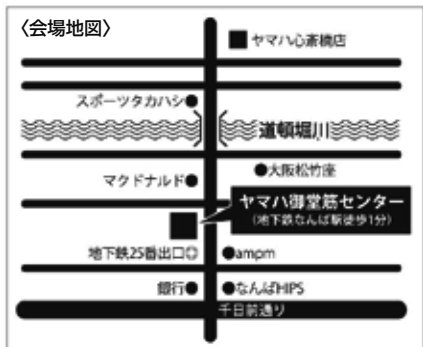 〈会場地図〉
ヤマハ心斎橋店
スポーツタカハシ
道頓堀川
大阪松竹座
マクドナルド
ヤマハ御堂筋センター
(地下鉄なんば駅徒歩1分)
地下鉄25番出口
ampm
銀行
なんばHIPS
千日前通り